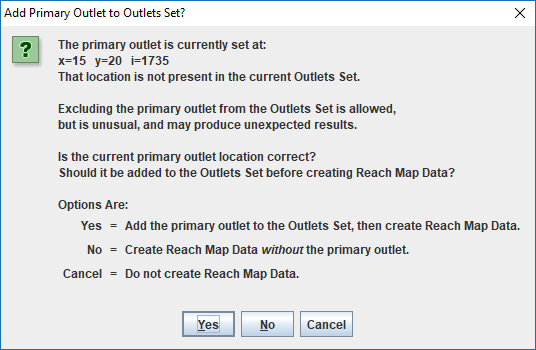 Add Primary Outlet to Outlets Set?
?
The primary outlet is currently set at:
x=15 y=20 i=1735
That location is not present in the current Outlets Set.
Excluding the primary outlet from the Outlets Set is allowed,
but is unusual, and may produce unexpected results.
Is the current primary outlet location correct?
Should it be added to the Outlets Set before creating Reach Map Data?
Options Are:
Yes = Add the primary outlet to the Outlets Set, then create Reach Map Data.
No = Create Reach Map Data without the primary outlet.
Cancel = Do not create Reach Map Data.
Yes No Cancel